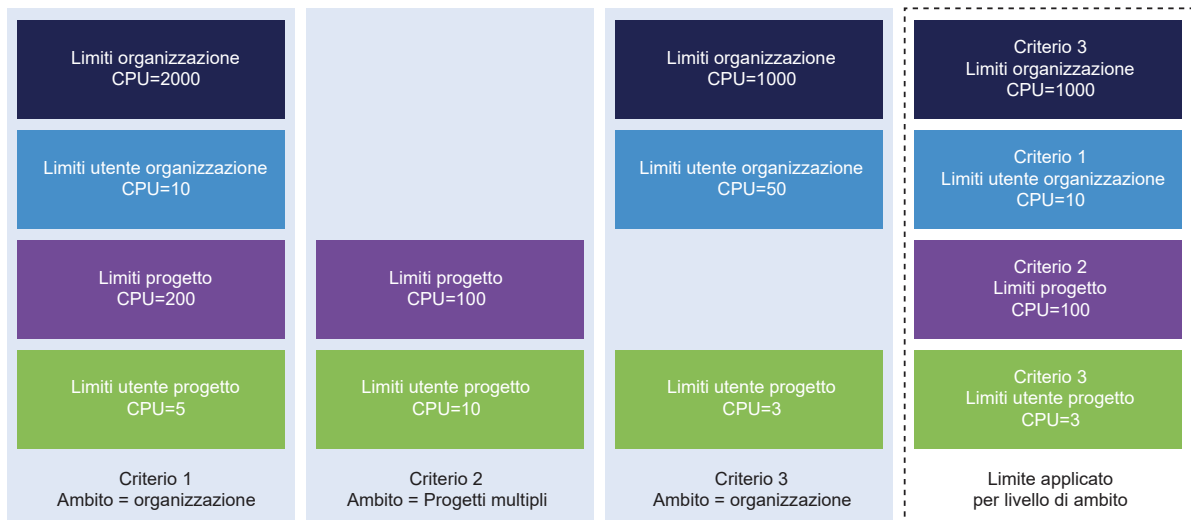 Limiti organizzazione
CPU=2000
Limiti utente organizzazione
CPU=10
Limiti progetto
CPU=200
Limiti utente progetto
CPU=5
Criterio 1
Ambito = organizzazione
Limiti progetto
CPU=100
Limiti utente progetto
CPU=10
Criterio 2
Ambito = Progetti multipli
Limiti organizzazione
CPU=1000
Limiti utente organizzazione
CPU=50
Limiti utente progetto
CPU=3
Criterio 3
Ambito = organizzazione
Criterio 3
Limiti organizzazione
CPU=1000
Criterio 1
Limiti utente organizzazione
CPU=10
Criterio 2
Limiti progetto
CPU=100
Criterio 3
Limiti utente progetto
CPU=3
Limite applicato
per livello di ambito